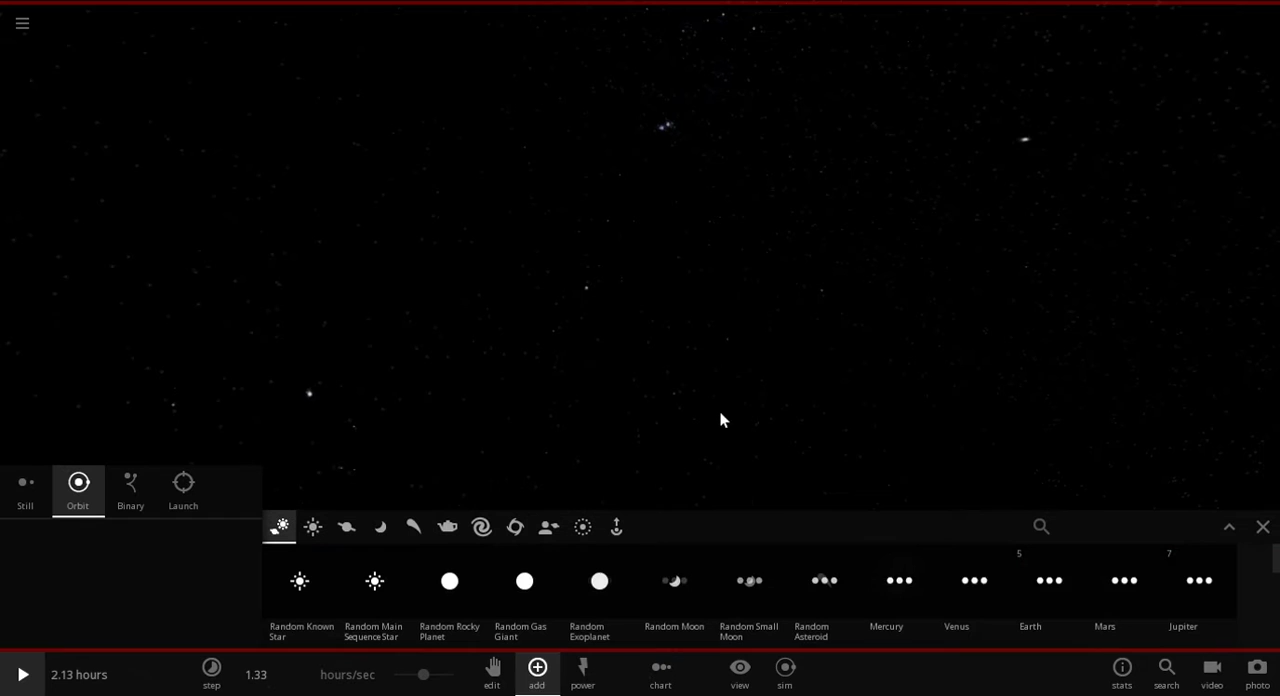 Still Orbit Binary Launch
5 7
Random Known Star
Random Main Sequence Star
Random Rocky Planet
Random Gas Giant
Random Exoplanet
Random Moon
Random Small Moon
Random Asteroid
Mercury
Venus
Earth
Mars
Jupiter
2.13 hours
step
1.33 hours/sec
edit
add
power
chart
view
sim
stats
search
video
photo